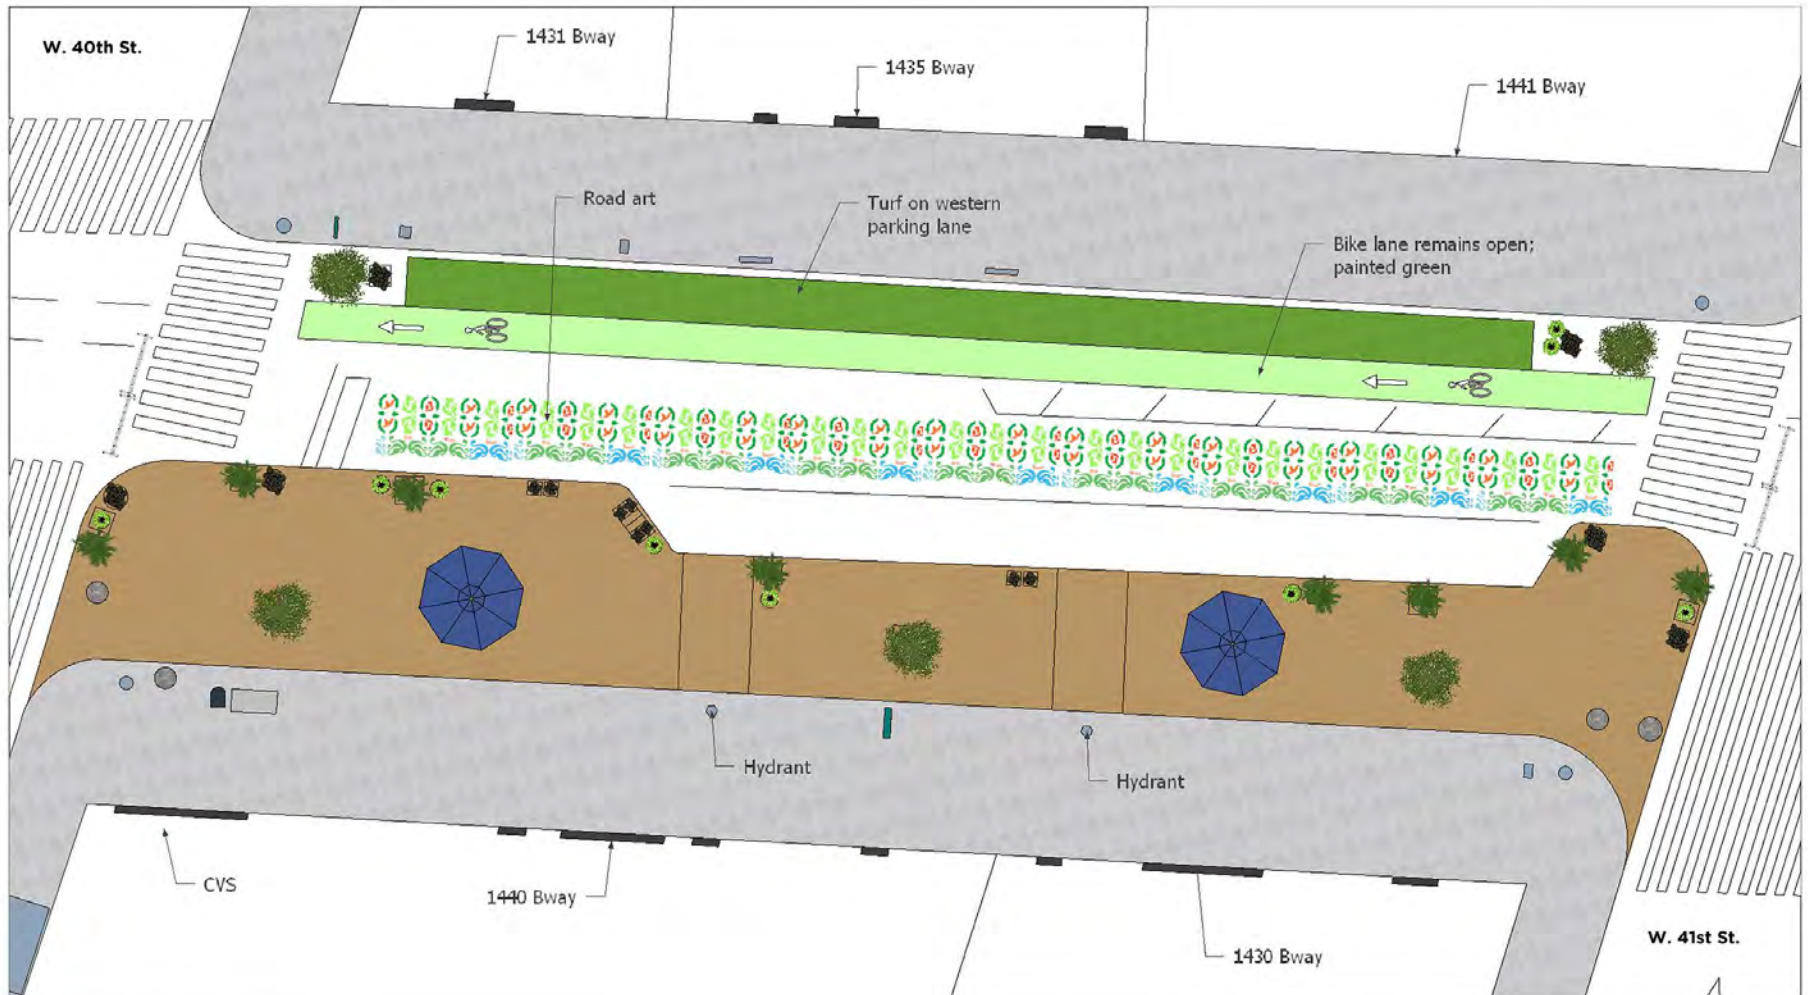 W. 40th St.
1431 Bway
1435 Bway
1441 Bway
Road art
Turf on western
parking lane
Bike lane remains open;
painted green
Hydrant
Hydrant
CVS
1440 Bway
1430 Bway
W. 41st St.